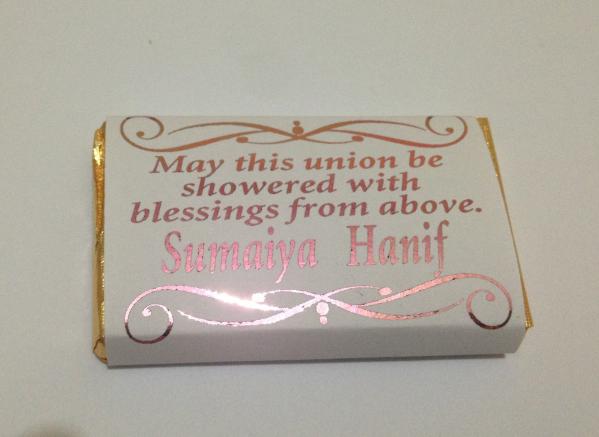 May this union be
showered with
blessings from above.
Sumaiya Hanif